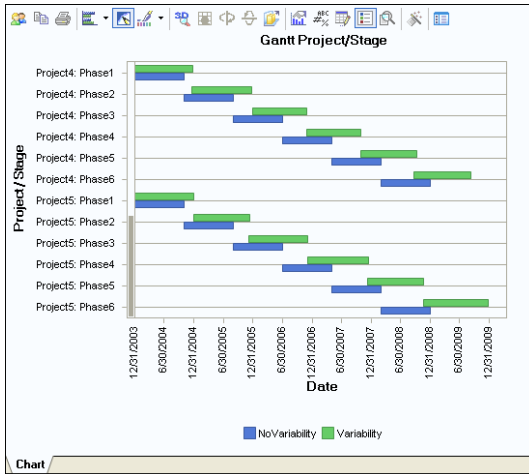 3D
ABC
#%
Gantt Project/Stage
Project/Stage
Project4: Phase1
Project4: Phase2
Project4: Phase3
Project4: Phase4
Project4: Phase5
Project4: Phase6
Project5: Phase1
Project5: Phase2
Project5: Phase3
Project5: Phase4
Project5: Phase5
Project5: Phase6
12/31/2003
6/30/2004
12/31/2004
6/30/2005
12/31/2005
6/30/2006
12/31/2006
6/30/2007
12/31/2007
6/30/2008
12/31/2008
6/30/2009
12/31/2009
Date
NoVariability
Variability
Chart